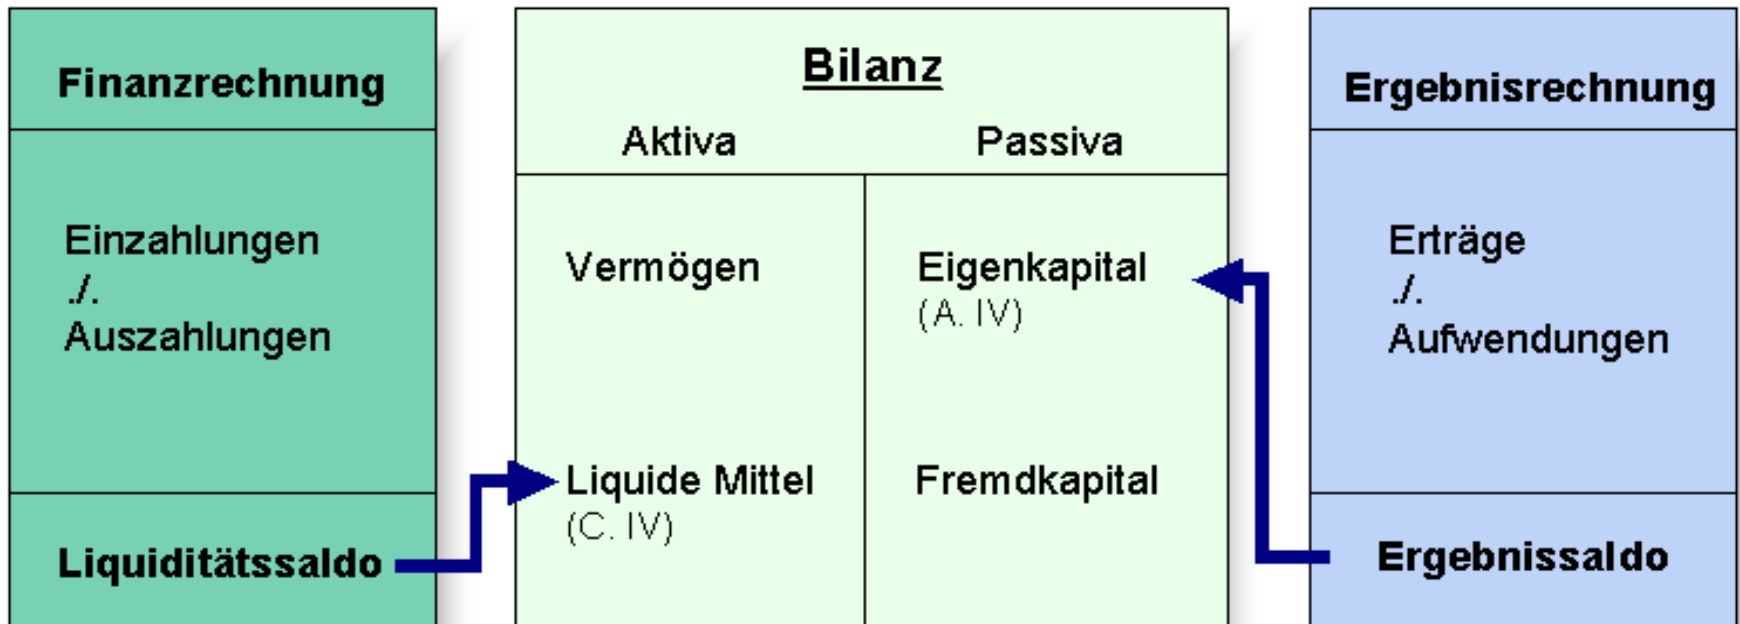 Finanzrechnung
Einzahlungen
./.
Auszahlungen
Liquiditätssaldo
Bilanz
Aktiva
Passiva
Vermögen
Eigenkapital
(A. IV)
Liquide Mittel
(C. IV)
Fremdkapital
Ergebnisrechnung
Erträge
./.
Aufwendungen
Ergebnissaldo